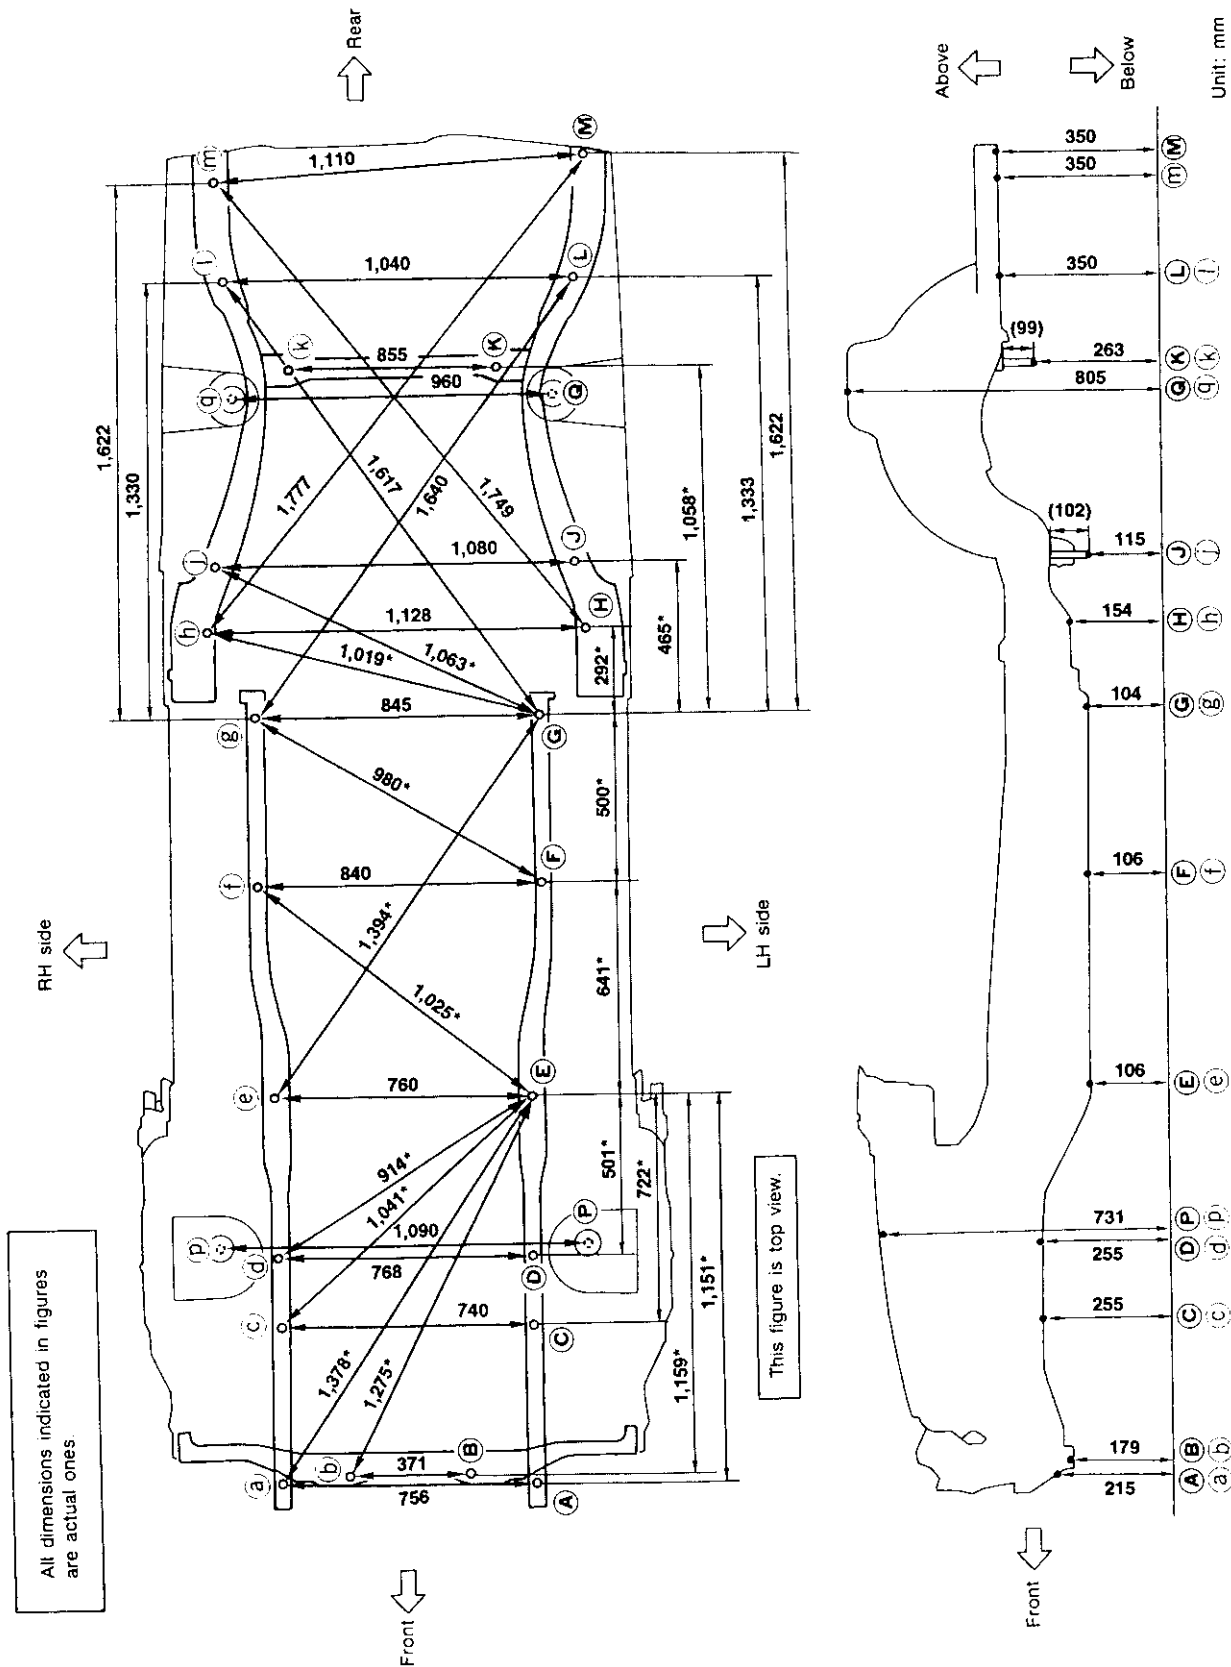 All dimensions indicated in figures
are actual ones.
RH side
Front
Rear
LH side
1,622
1,330
m
l
k
q
j
h
g
f
e
d
p
c
b
a
1,110
1,040
855
960
1,777
1,617
1,640
1,749
1,080
1,128
1,019*
1,063*
845
980*
840
1,394*
1,025*
760
914*
1,041*
1,090
768
740
1,378*
1,275*
371
756
M
L
K
Q
J
H
G
F
E
P
D
C
B
A
292*
465*
1,058*
1,333
1,622
500*
641*
501*
722*
1,151*
1,159*
This figure is top view.
Above
Below
Front
(99)
(102)
215
179
255
255
731
106
106
104
154
115
805
263
350
350
350
A B C D P E F G H J Q K L m M
a b c d p e f g h j q k l
Unit: mm